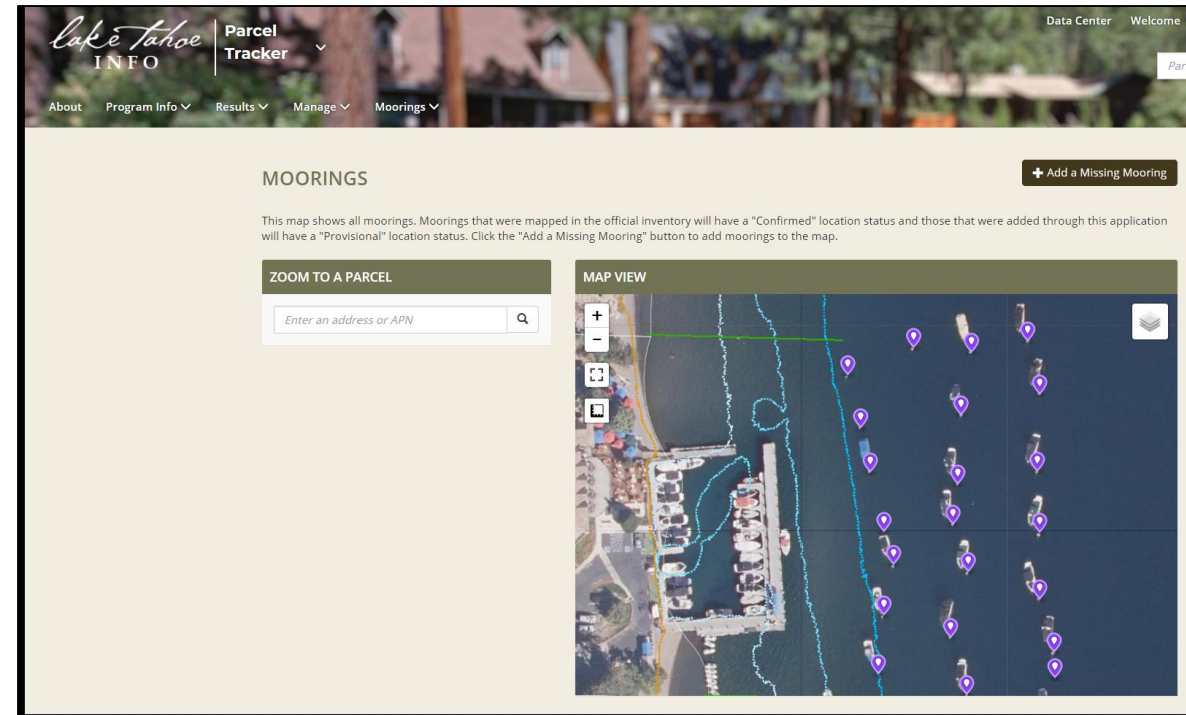 lake Tahoe
INFO
Parcel
Tracker
Data Center Welcome
Par
About Program Info Results Manage Moorings
MOORINGS
+ Add a Missing Mooring
This map shows all moorings. Moorings that were mapped in the official inventory will have a "Confirmed" location status and those that were added through this application
will have a "Provisional" location status. Click the "Add a Missing Mooring" button to add moorings to the map.
ZOOM TO A PARCEL
MAP VIEW
Enter an address or APN
+
−